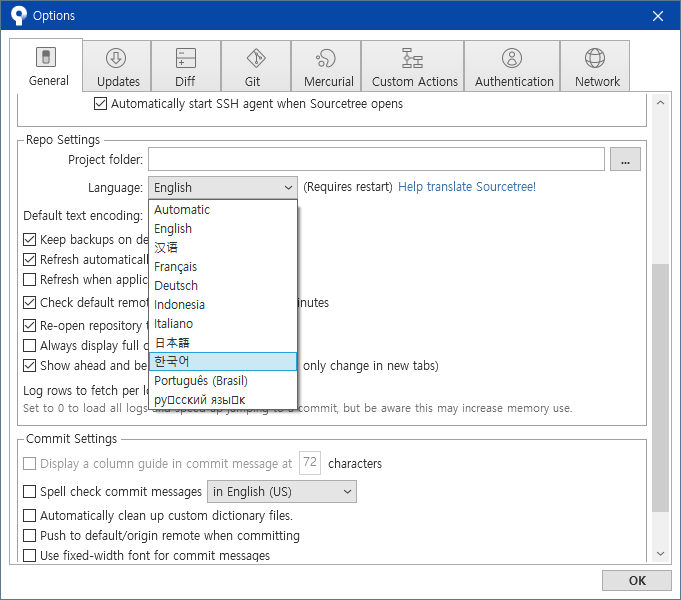 Options
General
Updates
Diff
Git
Mercurial
Custom Actions
Authentication
Network
Automatically start SSH agent when Sourcetree opens
Repo Settings
Project folder:
...
Language: English (Requires restart) Help translate Sourcetree!
Automatic
English
汉语
Français
Deutsch
Indonesia
Italiano
日本語
한국어
Português (Brasil)
ру□сский язы□к
Default text encoding:
Keep backups on de
Refresh automaticall
Refresh when applic
Check default remot
inutes
Re-open repository t
Always display full c
Show ahead and be
only change in new tabs)
Log rows to fetch per lo
Set to 0 to load all logs and speed up jumping to a commit, but be aware this may increase memory use.
Commit Settings
Display a column guide in commit message at 72 characters
Spell check commit messages in English (US)
Automatically clean up custom dictionary files.
Push to default/origin remote when committing
Use fixed-width font for commit messages
OK